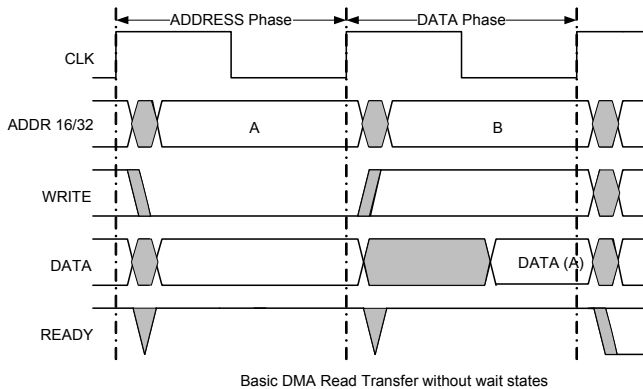 ADDRESS Phase
DATA Phase
CLK
ADDR 16/32
A
B
WRITE
DATA
DATA (A)
READY
Basic DMA Read Transfer without wait states